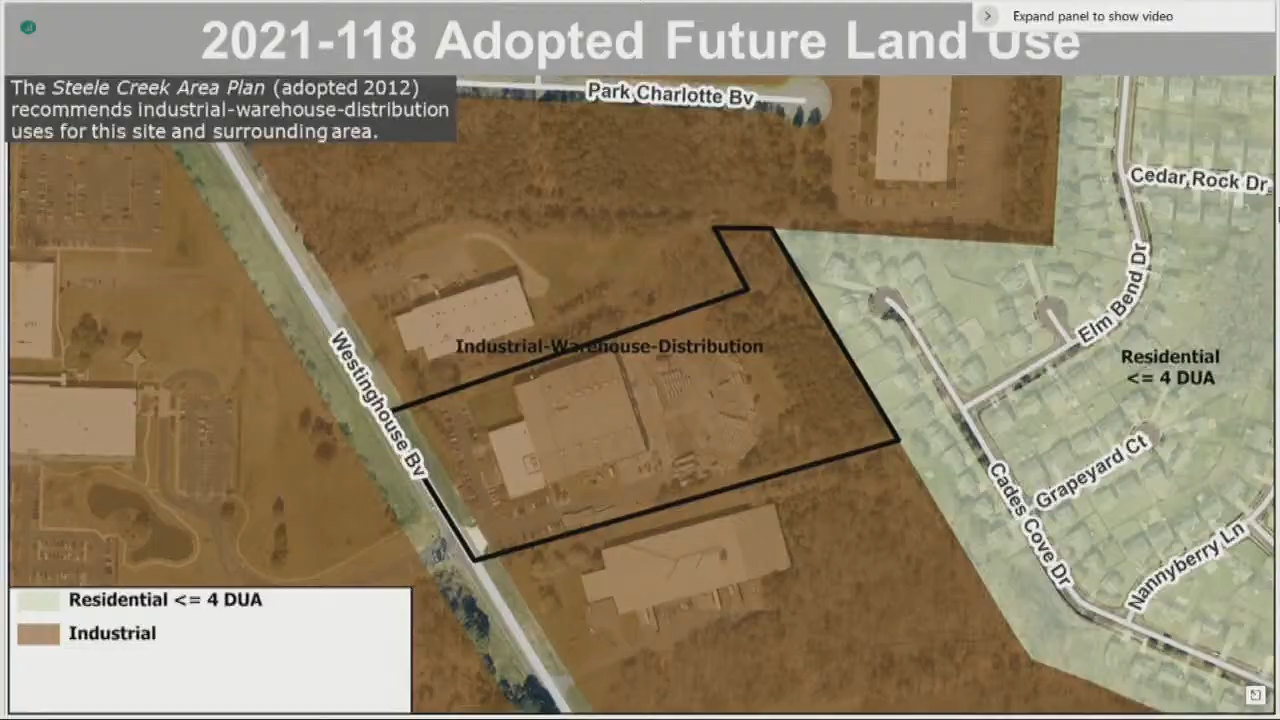 2021-118 Adopted Future Land Use
Expand panel to show video
The Steele Creek Area Plan (adopted 2012)
recommends industrial-warehouse-distribution
uses for this site and surrounding area.
Park Charlotte Bv
Cedar Rock Dr
Elm Bend Dr
Westinghouse Bv
Industrial-Warehouse-Distribution
Residential
<= 4 DUA
Grapeyard Ct
Cades Cove Dr
Nannyberry Ln
Residential <= 4 DUA
Industrial